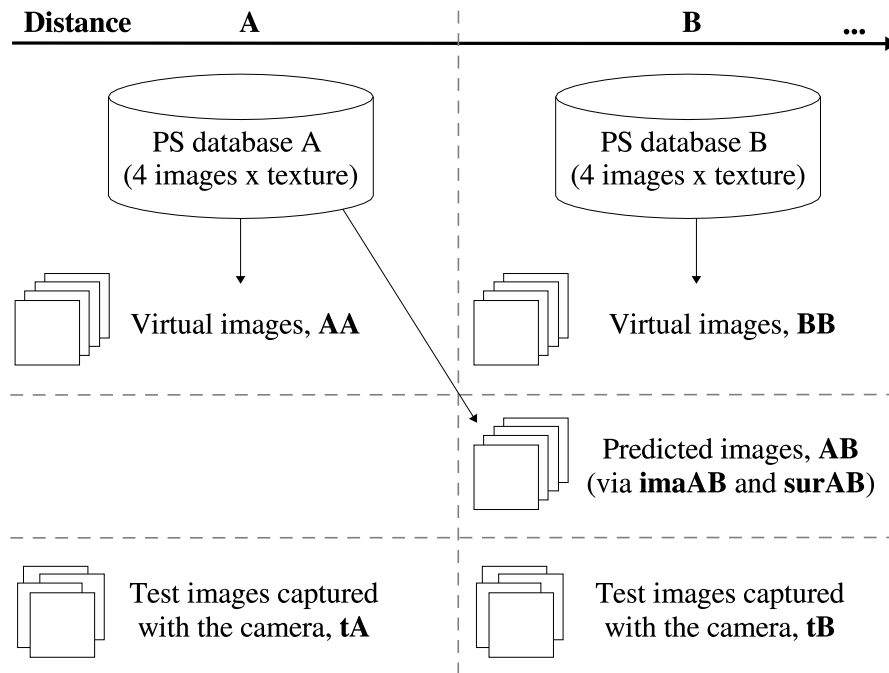 Distance A B ...
PS database A
(4 images x texture)
PS database B
(4 images x texture)
Virtual images, AA
Virtual images, BB
Predicted images, AB
(via imaAB and surAB)
Test images captured
with the camera, tA
Test images captured
with the camera, tB